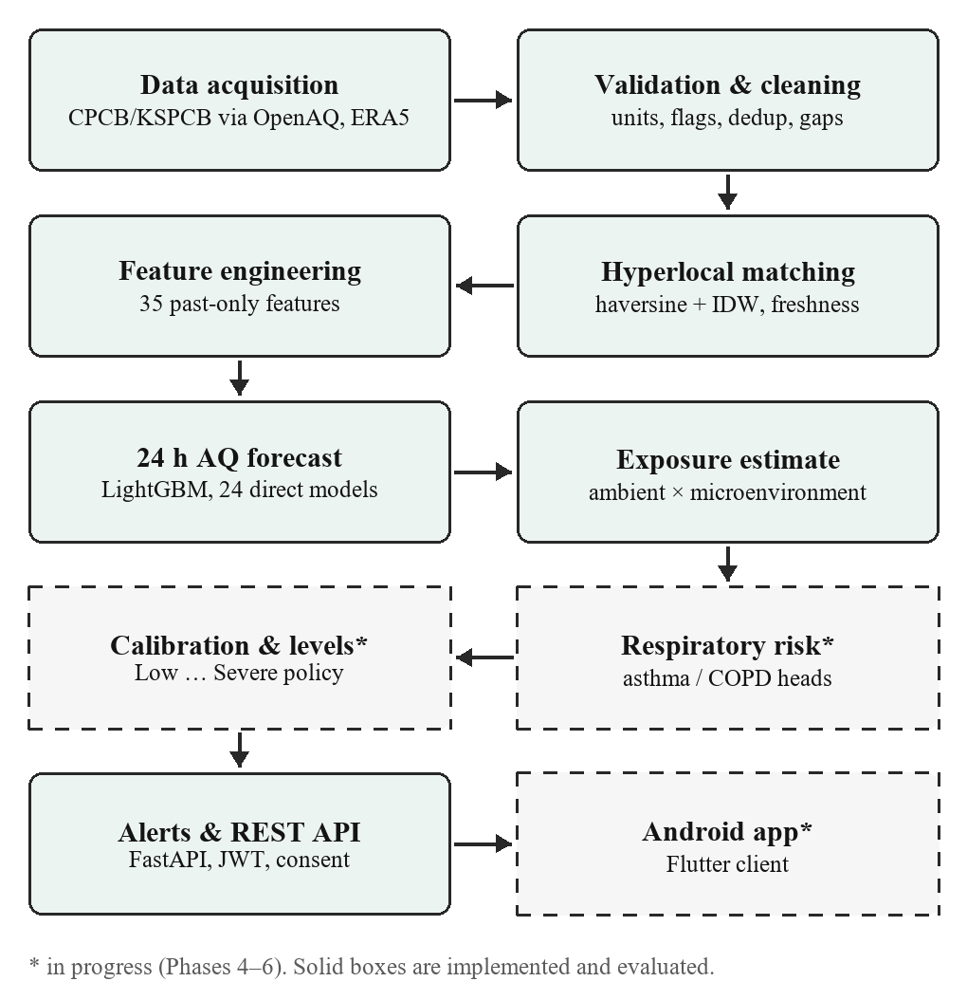 Data acquisition
CPCB/KSPCB via OpenAQ, ERA5
Validation & cleaning
units, flags, dedup, gaps
Feature engineering
35 past-only features
Hyperlocal matching
haversine + IDW, freshness
24 h AQ forecast
LightGBM, 24 direct models
Exposure estimate
ambient × microenvironment
Calibration & levels*
Low … Severe policy
Respiratory risk*
asthma / COPD heads
Alerts & REST API
FastAPI, JWT, consent
Android app*
Flutter client
* in progress (Phases 4–6). Solid boxes are implemented and evaluated.